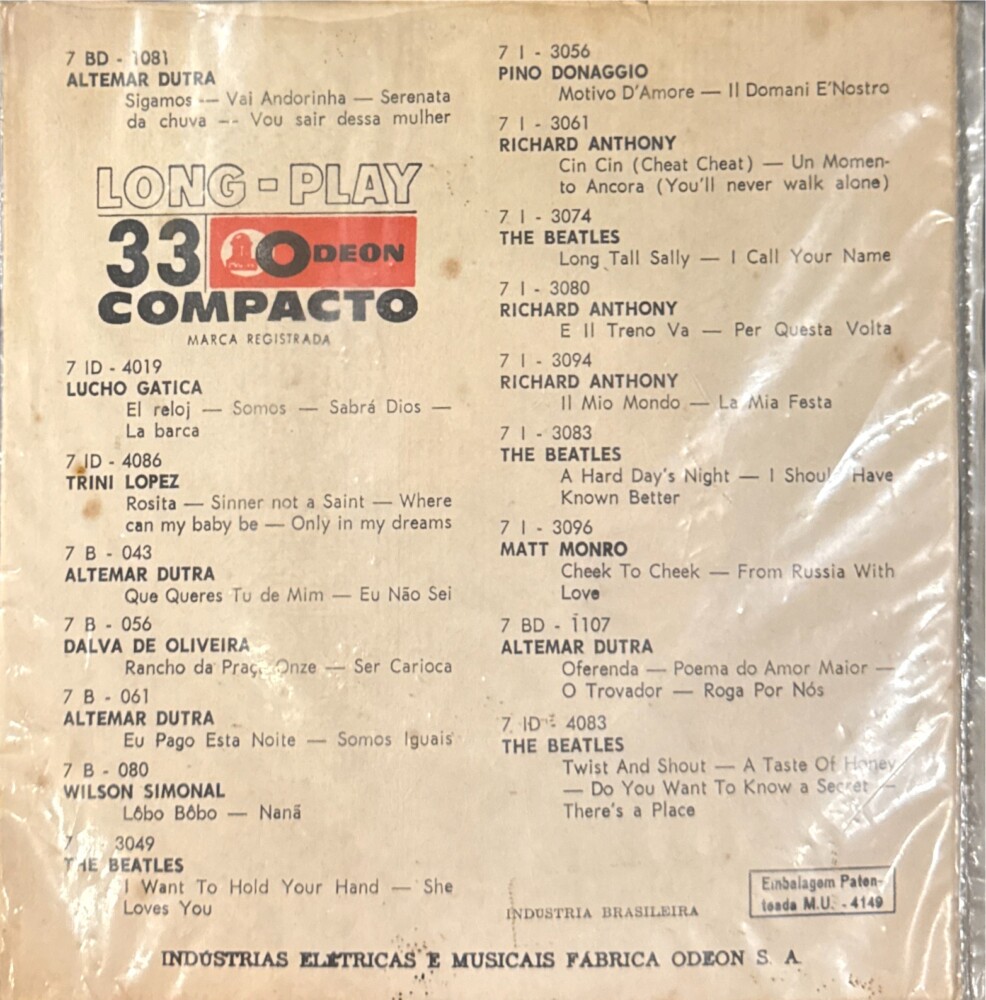 7 BD - 1081
ALTEMAR DUTRA
Sigamos — Vai Andorinha — Serenata
da chuva -- Vou sair dessa mulher
LONG-PLAY
33 ODEON
COMPACTO
MARCA REGISTRADA
7 ID - 4019
LUCHO GATICA
El reloj — Somos — Sabrá Dios —
La barca
7 ID - 4086
TRINI LOPEZ
Rosita — Sinner not a Saint — Where
can my baby be — Only in my dreams
7 B - 043
ALTEMAR DUTRA
Que Queres Tu de Mim — Eu Não Sei
7 B - 056
DALVA DE OLIVEIRA
Rancho da Praça Onze — Ser Carioca
7 B - 061
ALTEMAR DUTRA
Eu Pago Esta Noite — Somos Iguais
7 B - 080
WILSON SIMONAL
Lôbo Bôbo — Nanã
7 - 3049
THE BEATLES
I Want To Hold Your Hand — She
Loves You
7 I - 3056
PINO DONAGGIO
Motivo D'Amore — Il Domani E'Nostro
7 I - 3061
RICHARD ANTHONY
Cin Cin (Cheat Cheat) — Un Momen-
to Ancora (You'll never walk alone)
7 I - 3074
THE BEATLES
Long Tall Sally — I Call Your Name
7 I - 3080
RICHARD ANTHONY
E Il Treno Va — Per Questa Volta
7 I - 3094
RICHARD ANTHONY
Il Mio Mondo — La Mia Festa
7 I - 3083
THE BEATLES
A Hard Day's Night — I Should Have
Known Better
7 I - 3096
MATT MONRO
Cheek To Cheek — From Russia With
Love
7 BD - 1107
ALTEMAR DUTRA
Oferenda — Poema do Amor Maior —
O Trovador — Roga Por Nós
7 ID - 4083
THE BEATLES
Twist And Shout — A Taste Of Honey
— Do You Want To Know a Secret —
There's a Place
Embalagem Paten-
teada M.U. - 4149
INDUSTRIA BRASILEIRA
INDÚSTRIAS ELÉTRICAS E MUSICAIS FÁBRICA ODEON S. A.